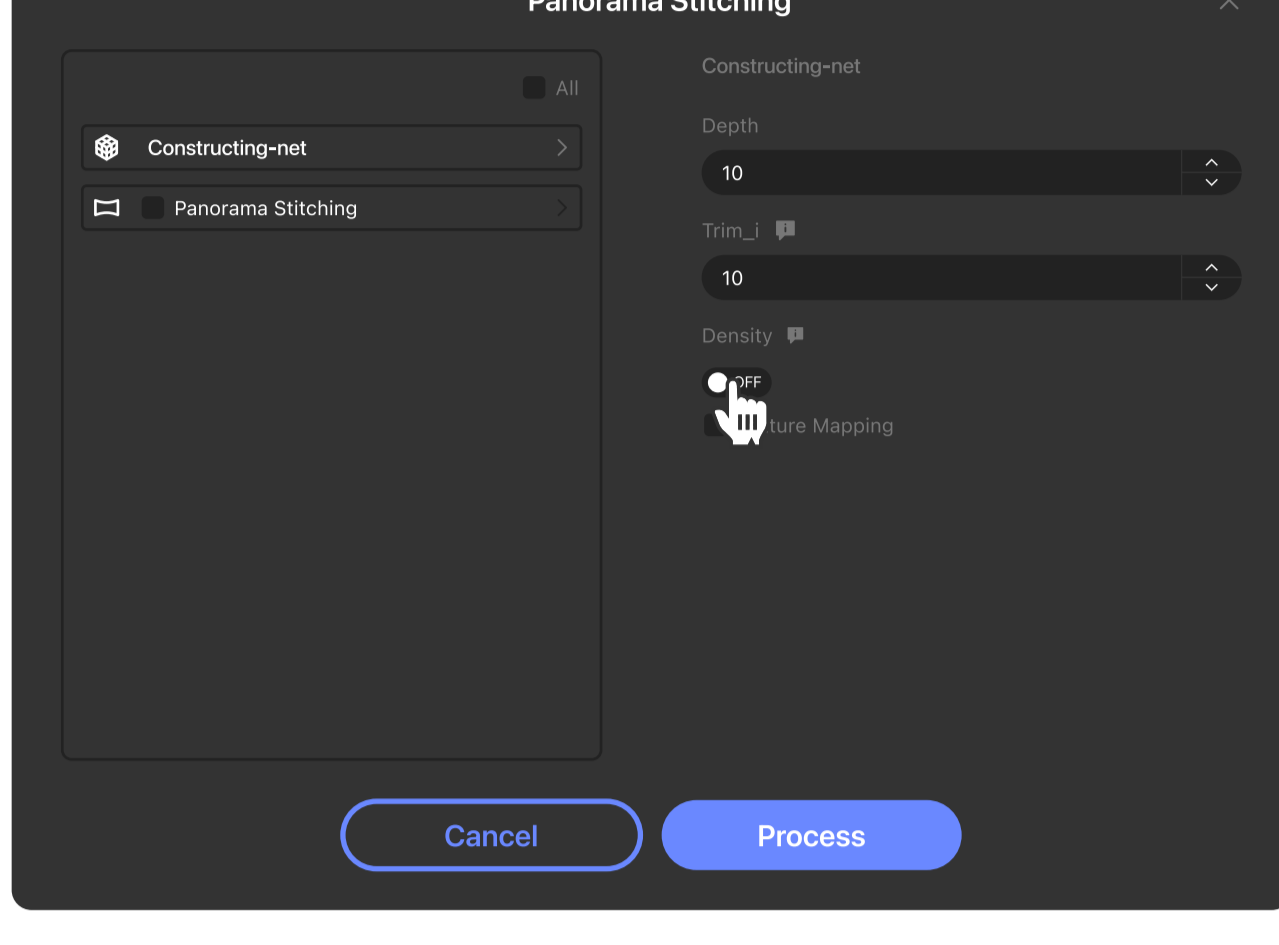 Panorama Stitching
All
Constructing-net
Panorama Stitching
Constructing-net
Depth
10
Trim_i
10
Density
OFF
ture Mapping
Cancel
Process